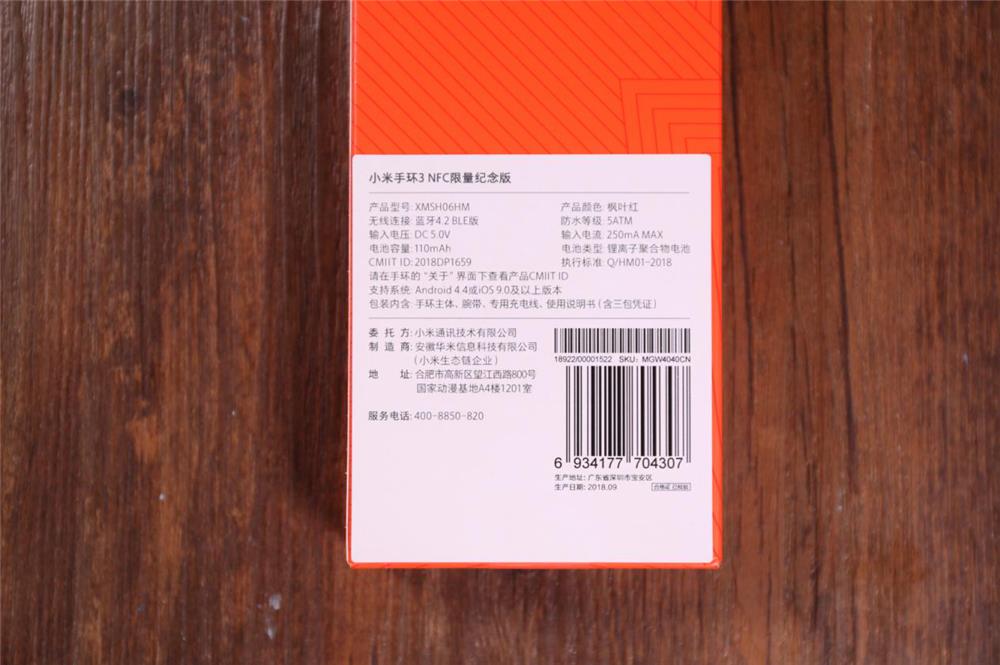 小米手环3 NFC限量纪念版
产品型号: XMSH06HM 产品颜色: 枫叶红
无线连接: 蓝牙4.2 BLE版 防水等级: 5ATM
输入电压: DC 5.0V 输入电流: 250mA MAX
电池容量: 110mAh 电池类型: 锂离子聚合物电池
CMIIT ID: 2018DP1659 执行标准: Q/HM01-2018
请在手环的“关于”界面下查看产品CMIIT ID
支持系统: Android 4.4或iOS 9.0及以上版本
包装内含: 手环主体、腕带、专用充电线、使用说明书（含三包凭证）
委托方: 小米通讯技术有限公司
制造商: 安徽华米信息科技有限公司
（小米生态链企业）
地址: 合肥市高新区望江西路800号
国家动漫基地A4楼1201室
服务电话: 400-8850-820
18922/00001522 SKU: MGW4040CN
6 934177 704307
生产地址: 广东省深圳市宝安区
生产日期: 2018.09
合格证 已检验